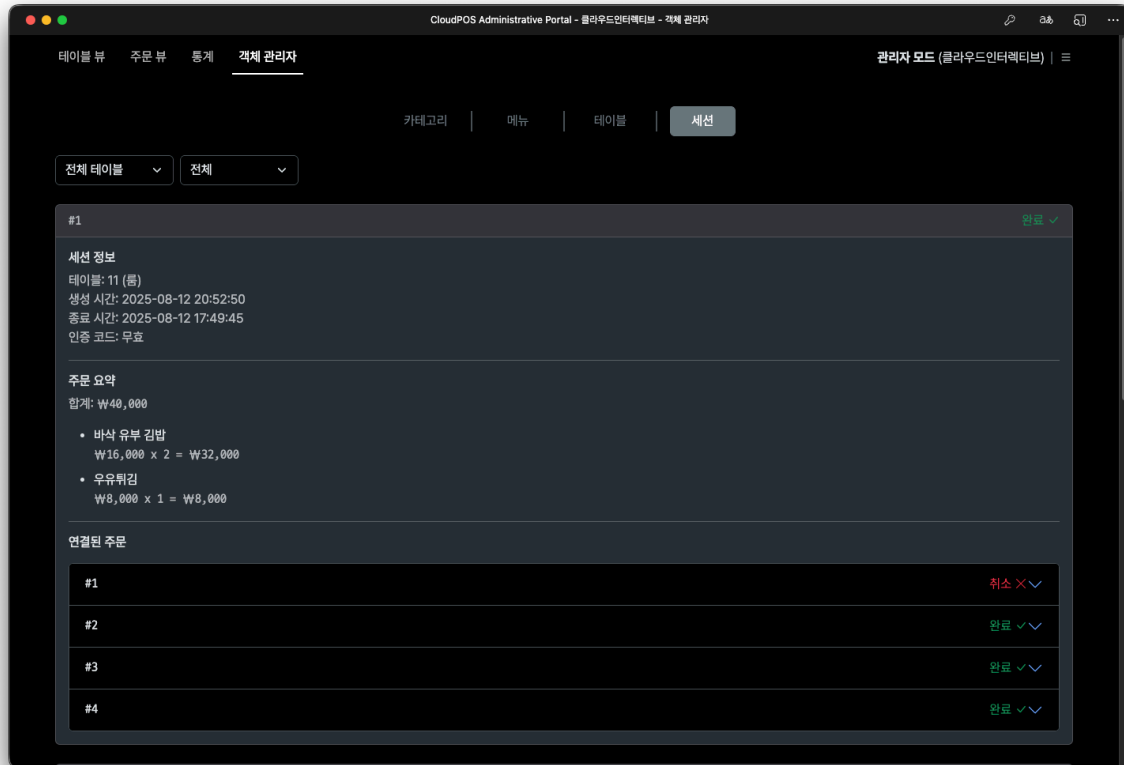 CloudPOS Administrative Portal - 클라우드인터렉티브 - 객체 관리자
테이블 뷰 주문 뷰 통계 객체 관리자 관리자 모드 (클라우드인터렉티브) |
카테고리 | 메뉴 | 테이블 | 세션
전체 테이블 전체
#1 완료
세션 정보
테이블: 11 (룸)
생성 시간: 2025-08-12 20:52:50
종료 시간: 2025-08-12 17:49:45
인증 코드: 무효
주문 요약
합계: ₩40,000
• 바삭 유부 김밥
₩16,000 x 2 = ₩32,000
• 우유튀김
₩8,000 x 1 = ₩8,000
연결된 주문
#1 취소
#2 완료
#3 완료
#4 완료